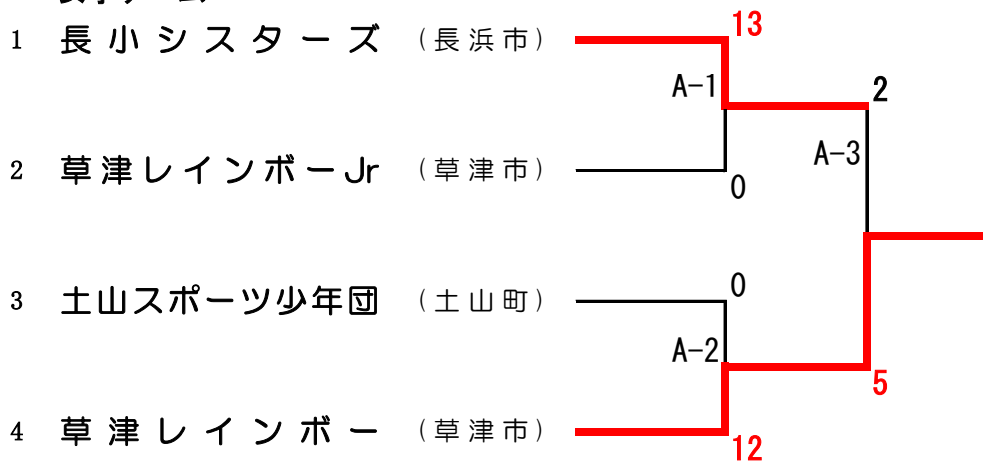 1 長小シスターズ (長浜市) 13
A-1 2
A-3
2 草津レインボーJr (草津市) 0
3 土山スポーツ少年団 (土山町) 0
A-2
5
4 草津レインボー (草津市) 12